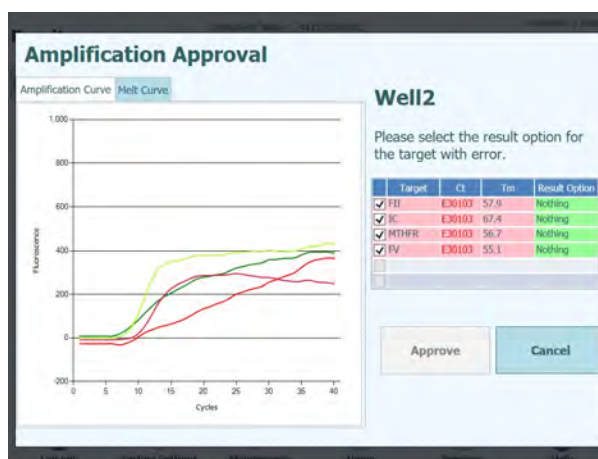 Amplification Approval
Amplification Curve Melt Curve
1,000
800
600
400
200
0
-200
0 5 10 15 20 25 30 35 40
Fluorescence
Cycles
Well2
Please select the result option for
the target with error.
Target Ct Tm Result Option
FII E30103 57.9 Nothing
IC E30103 67.4 Nothing
MTHFR E30103 56.7 Nothing
FV E30103 55.1 Nothing
Approve Cancel